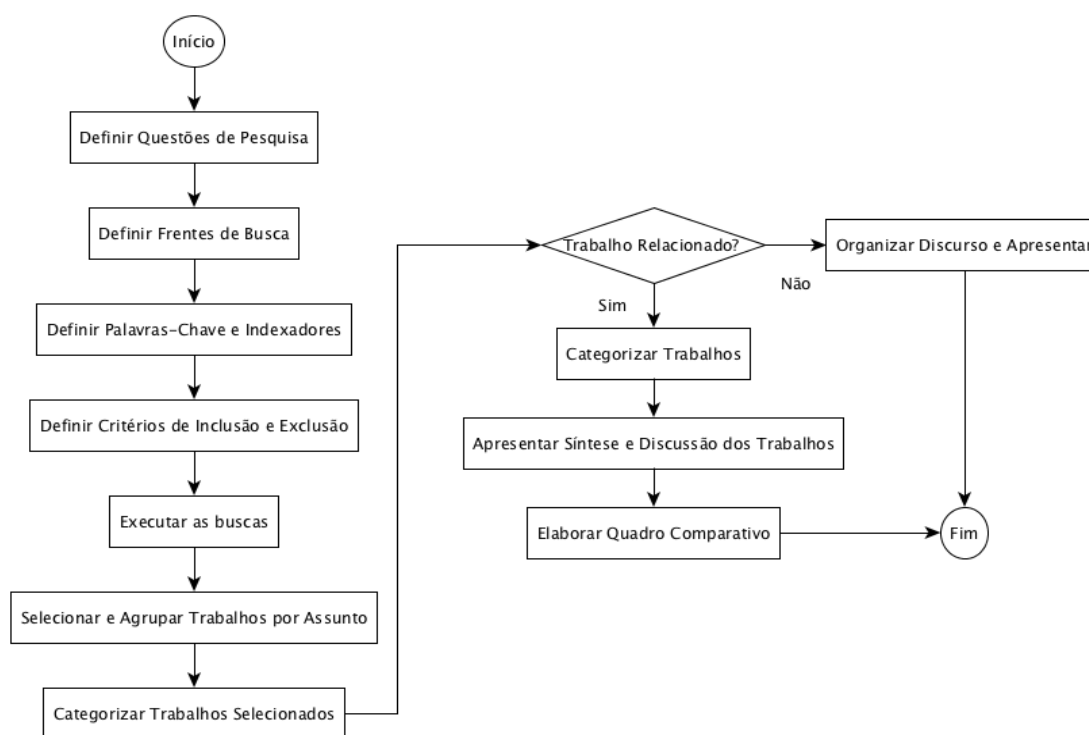 Início
Definir Questões de Pesquisa
Definir Frentes de Busca
Definir Palavras-Chave e Indexadores
Definir Critérios de Inclusão e Exclusão
Executar as buscas
Selecionar e Agrupar Trabalhos por Assunto
Categorizar Trabalhos Selecionados
Trabalho Relacionado?
Não
Organizar Discurso e Apresentar
Sim
Categorizar Trabalhos
Apresentar Síntese e Discussão dos Trabalhos
Elaborar Quadro Comparativo
Fim